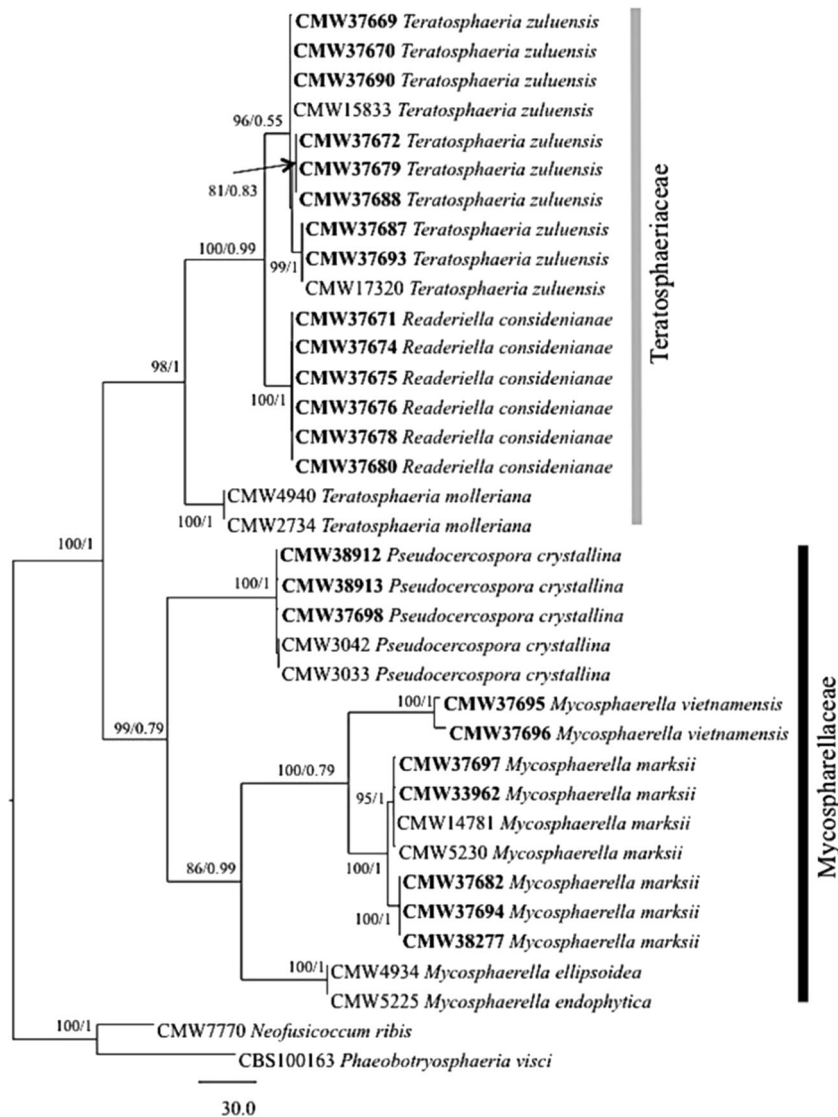 CMW37669 Teratosphaeria zuluensis
CMW37670 Teratosphaeria zuluensis
CMW37690 Teratosphaeria zuluensis
CMW15833 Teratosphaeria zuluensis
96/0.55
CMW37672 Teratosphaeria zuluensis
CMW37679 Teratosphaeria zuluensis
81/0.83
CMW37688 Teratosphaeria zuluensis
CMW37687 Teratosphaeria zuluensis
100/0.99
CMW37693 Teratosphaeria zuluensis
99/1
CMW17320 Teratosphaeria zuluensis
CMW37671 Readeriella considenianae
CMW37674 Readeriella considenianae
98/1
CMW37675 Readeriella considenianae
100/1
CMW37676 Readeriella considenianae
CMW37678 Readeriella considenianae
CMW37680 Readeriella considenianae
Teratosphaeriaceae
CMW4940 Teratosphaeria molleriana
100/1
CMW2734 Teratosphaeria molleriana
100/1
CMW38912 Pseudocercospora crystallina
100/1
CMW38913 Pseudocercospora crystallina
CMW37698 Pseudocercospora crystallina
CMW3042 Pseudocercospora crystallina
CMW3033 Pseudocercospora crystallina
100/1
CMW37695 Mycosphaerella vietnamensis
99/0.79
CMW37696 Mycosphaerella vietnamensis
CMW37697 Mycosphaerella marksii
100/0.79
CMW33962 Mycosphaerella marksii
95/1
CMW14781 Mycosphaerella marksii
CMW5230 Mycosphaerella marksii
86/0.99
100/1
CMW37682 Mycosphaerella marksii
CMW37694 Mycosphaerella marksii
100/1
CMW38277 Mycosphaerella marksii
100/1
CMW4934 Mycosphaerella ellipsoidea
CMW5225 Mycosphaerella endophytica
Mycospharellaceae
100/1
CMW7770 Neofusicoccum ribis
CBS100163 Phaeobotryosphaeria visci
30.0